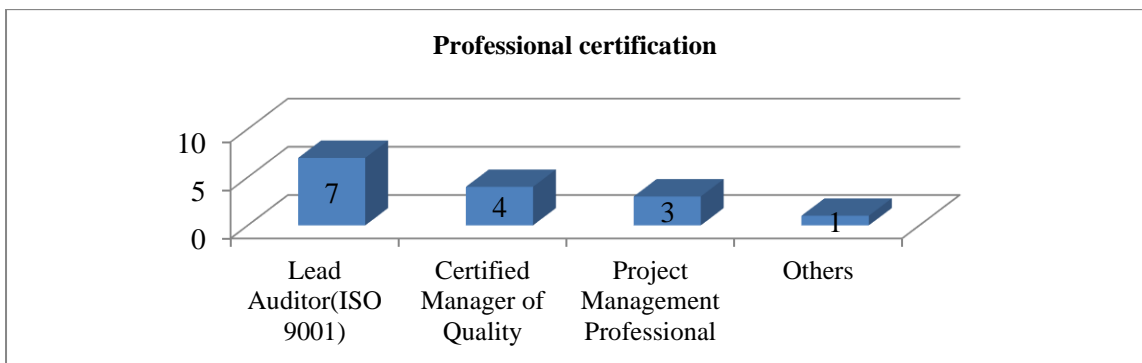 Professional certification
10
5
0
7
4
3
1
Lead
Auditor(ISO
9001)
Certified
Manager of
Quality
Project
Management
Professional
Others